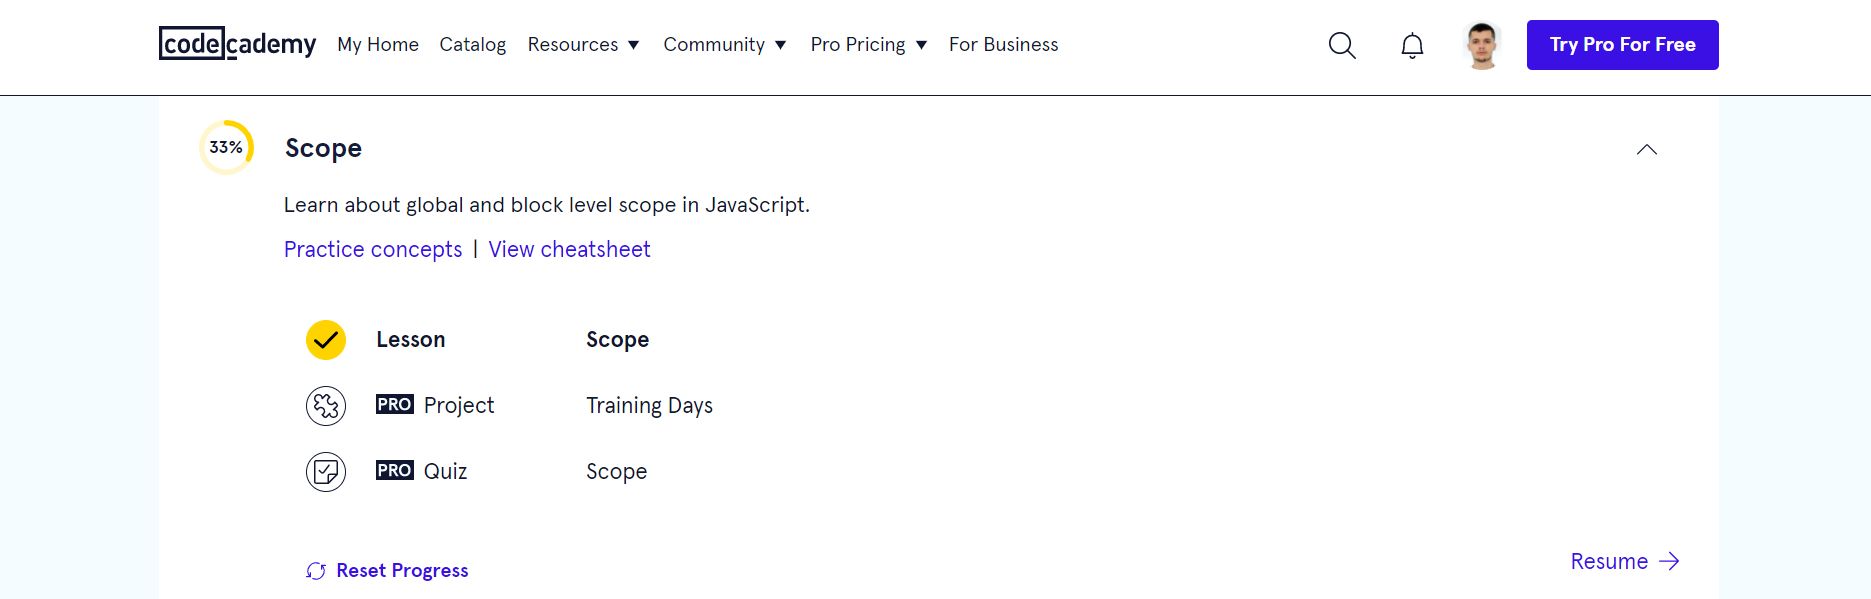 codecademy My Home Catalog Resources Community Pro Pricing For Business Try Pro For Free
33% Scope
Learn about global and block level scope in JavaScript.
Practice concepts | View cheatsheet
Lesson Scope
PRO Project Training Days
PRO Quiz Scope
Reset Progress Resume